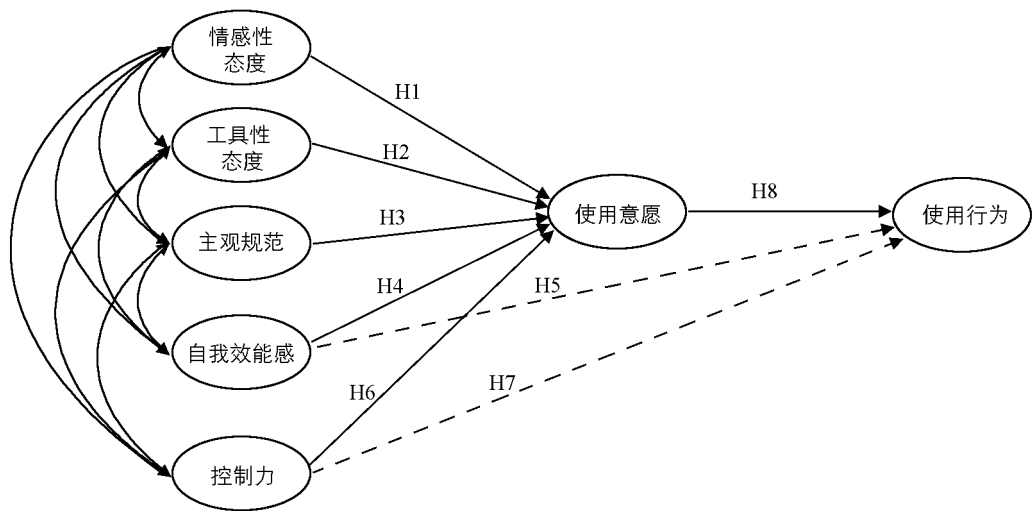 情感性
态度
H1
工具性
态度
H2
使用意愿
H8
使用行为
主观规范
H3
H4
H5
自我效能感
H6
H7
控制力